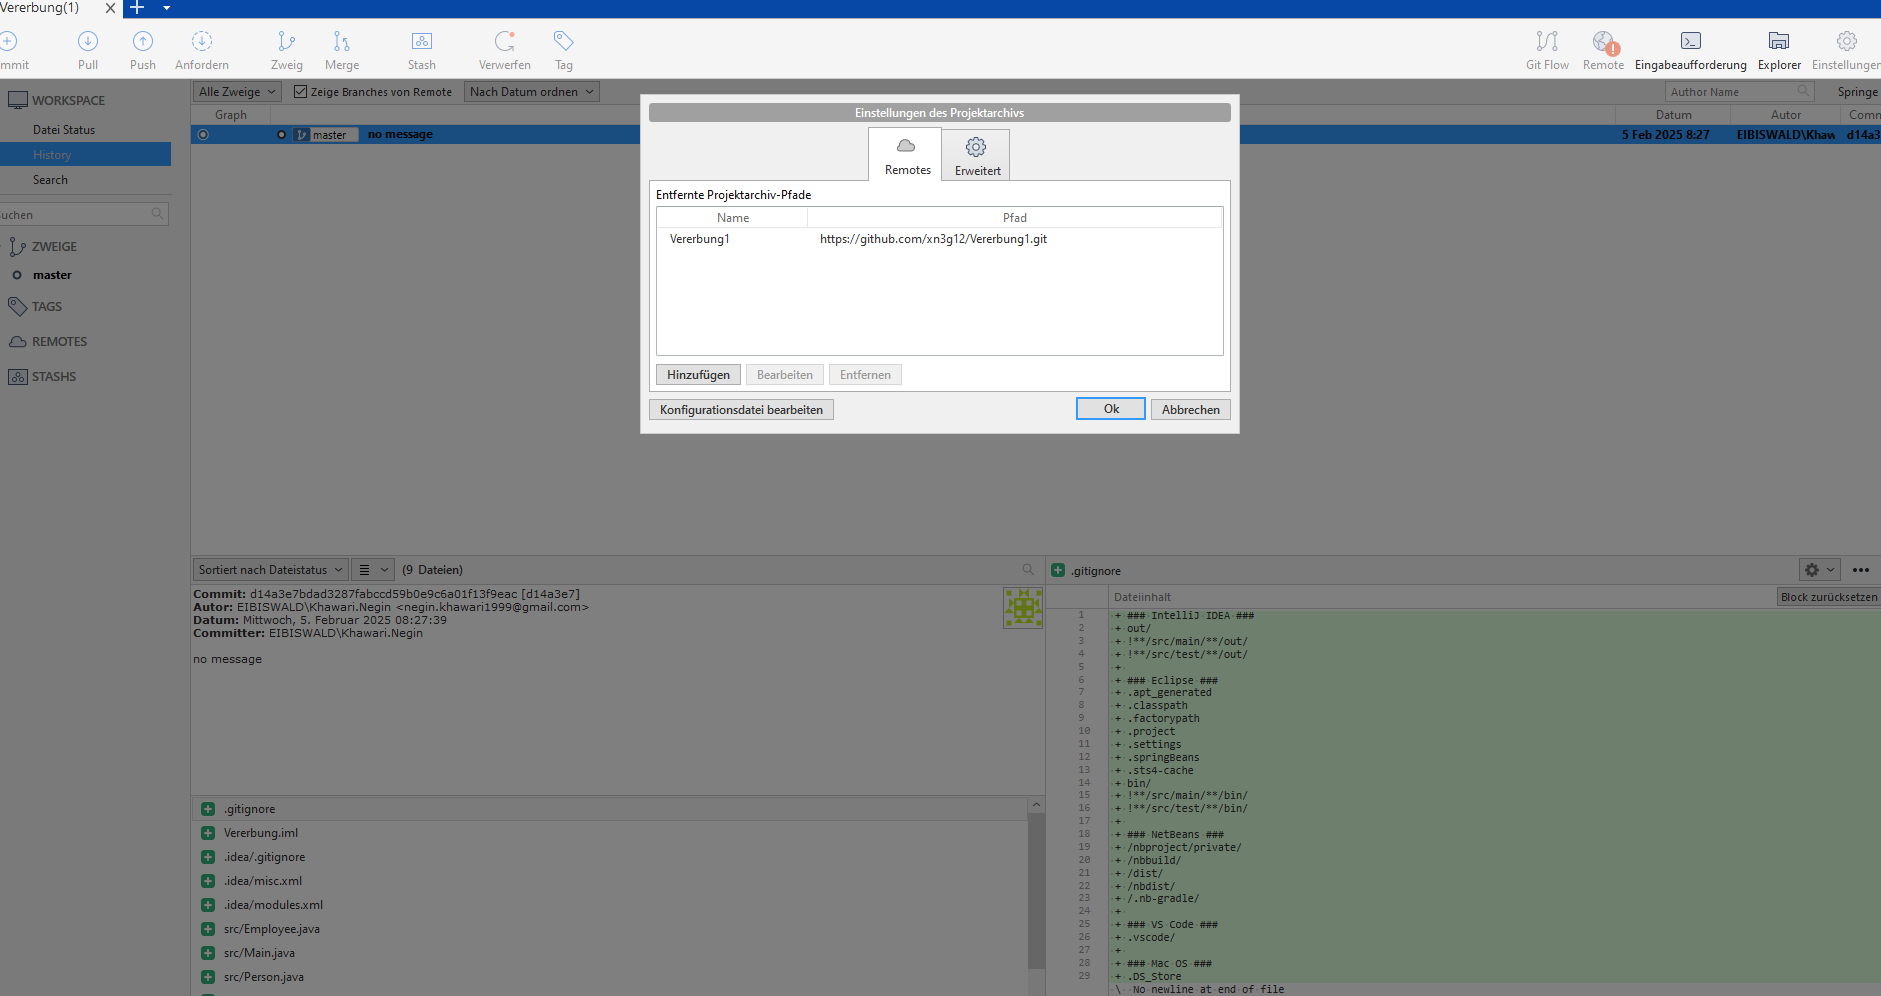 Vererbung(1)
mmit
Pull
Push
Anfordern
Zweig
Merge
Stash
Verwerfen
Tag
Git Flow
Remote
Eingabeaufforderung
Explorer
Einstellungen
WORKSPACE
Datei Status
History
Search
uchen
ZWEIGE
master
TAGS
REMOTES
STASHS
Alle Zweige
Zeige Branches von Remote
Nach Datum ordnen
Author Name
Springe
Graph
Datum
Autor
Comm
master
no message
5 Feb 2025 8:27
EIBISWALD\Khaw
d14a3
Einstellungen des Projektarchivs
Remotes
Erweitert
Entfernte Projektarchiv-Pfade
Name
Pfad
Vererbung1
https://github.com/xn3g12/Vererbung1.git
Hinzufügen
Bearbeiten
Entfernen
Konfigurationsdatei bearbeiten
Ok
Abbrechen
Sortiert nach Dateistatus
(9 Dateien)
Commit: d14a3e7bdad3287fabccd59b0e9c6a01f13f9eac [d14a3e7]
Autor: EIBISWALD\Khawari.Negin <negin.khawari1999@gmail.com>
Datum: Mittwoch, 5. Februar 2025 08:27:39
Committer: EIBISWALD\Khawari.Negin
no message
.gitignore
Vererbung.iml
.idea/.gitignore
.idea/misc.xml
.idea/modules.xml
src/Employee.java
src/Main.java
src/Person.java
.gitignore
Dateiinhalt
Block zurücksetzen
1 + ### IntelliJ IDEA ###
2 + out/
3 + !**/src/main/**/out/
4 + !**/src/test/**/out/
5 +
6 + ### Eclipse ###
7 + .apt_generated
8 + .classpath
9 + .factorypath
10 + .project
11 + .settings
12 + .springBeans
13 + .sts4-cache
14 + bin/
15 + !**/src/main/**/bin/
16 + !**/src/test/**/bin/
17 +
18 + ### NetBeans ###
19 + /nbproject/private/
20 + /nbbuild/
21 + /dist/
22 + /nbdist/
23 + /.nb-gradle/
24 +
25 + ### VS Code ###
26 + .vscode/
27 +
28 + ### Mac OS ###
29 + .DS_Store
\ No newline at end of file